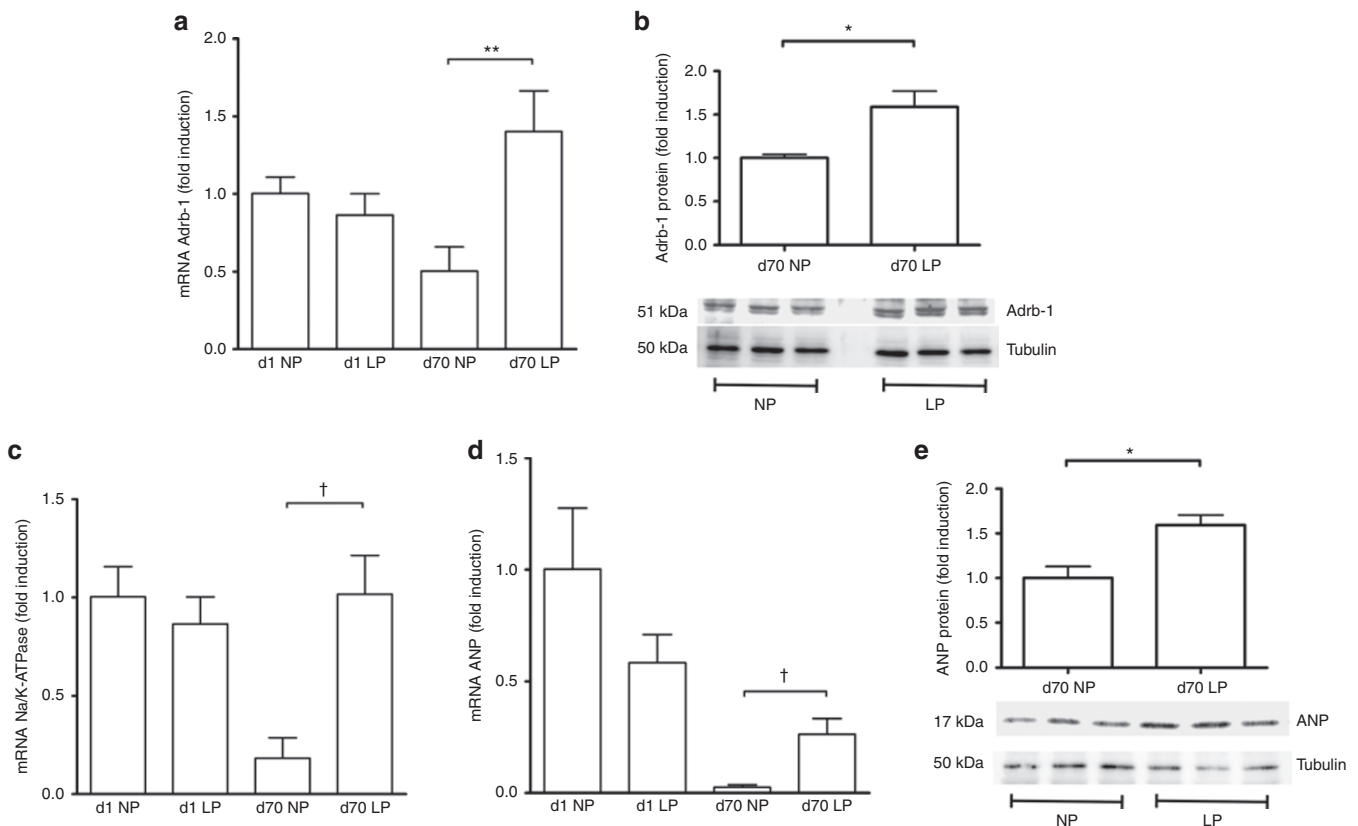 a
mRNA Adrb-1 (fold induction)
2.0
1.5
1.0
0.5
0.0
**
d1 NP
d1 LP
d70 NP
d70 LP
b
Adrb-1 protein (fold induction)
2.0
1.5
1.0
0.5
0.0
*
d70 NP
d70 LP
51 kDa
Adrb-1
50 kDa
Tubulin
NP
LP
c
mRNA Na/K-ATPase (fold induction)
1.5
1.0
0.5
0.0
†
d1 NP
d1 LP
d70 NP
d70 LP
d
mRNA ANP (fold induction)
1.5
1.0
0.5
0.0
†
d1 NP
d1 LP
d70 NP
d70 LP
e
ANP protein (fold induction)
2.0
1.5
1.0
0.5
0.0
*
d70 NP
d70 LP
17 kDa
ANP
50 kDa
Tubulin
NP
LP